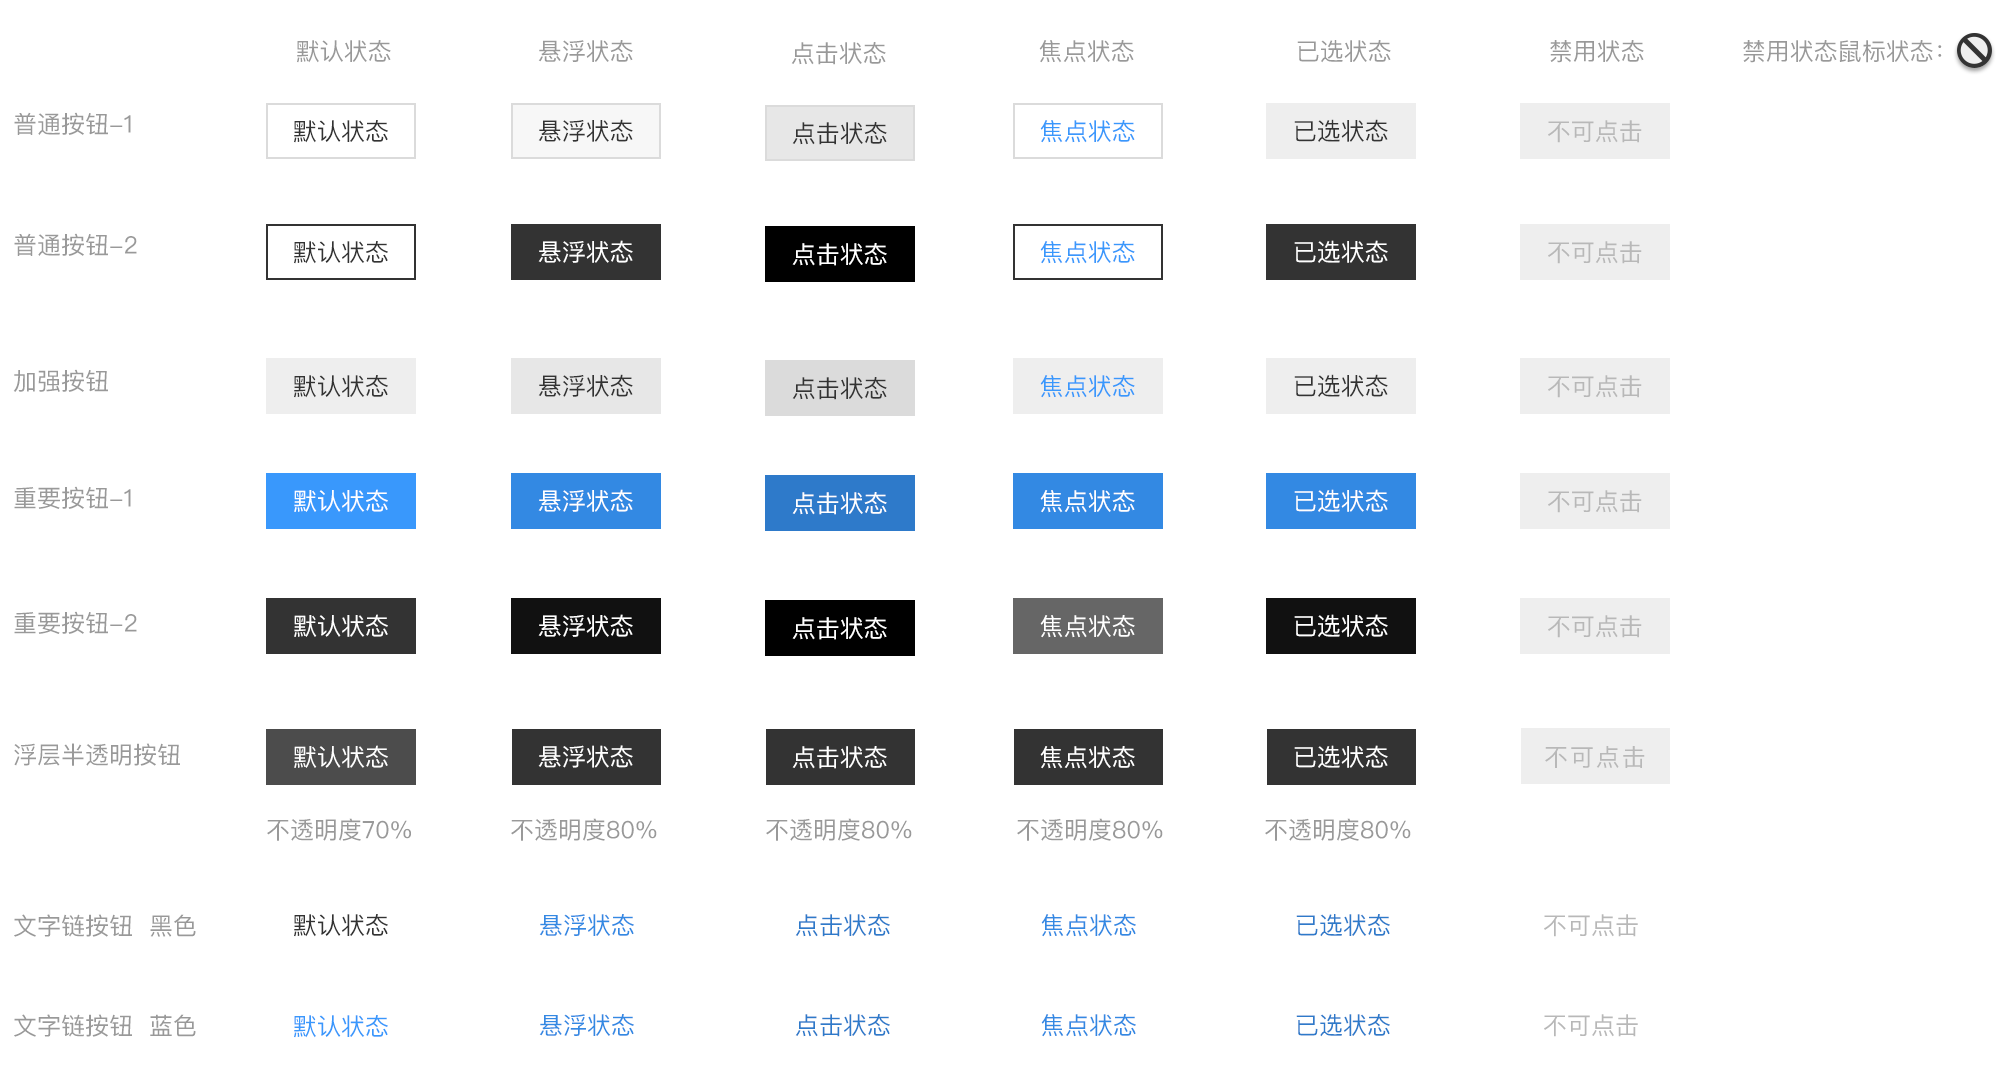 默认状态 悬浮状态 点击状态 焦点状态 已选状态 禁用状态 禁用状态鼠标状态：
普通按钮-1 默认状态 悬浮状态 点击状态 焦点状态 已选状态 不可点击
普通按钮-2 默认状态 悬浮状态 点击状态 焦点状态 已选状态 不可点击
加强按钮 默认状态 悬浮状态 点击状态 焦点状态 已选状态 不可点击
重要按钮-1 默认状态 悬浮状态 点击状态 焦点状态 已选状态 不可点击
重要按钮-2 默认状态 悬浮状态 点击状态 焦点状态 已选状态 不可点击
浮层半透明按钮 默认状态 悬浮状态 点击状态 焦点状态 已选状态 不可点击
不透明度70% 不透明度80% 不透明度80% 不透明度80% 不透明度80%
文字链按钮 黑色 默认状态 悬浮状态 点击状态 焦点状态 已选状态 不可点击
文字链按钮 蓝色 默认状态 悬浮状态 点击状态 焦点状态 已选状态 不可点击